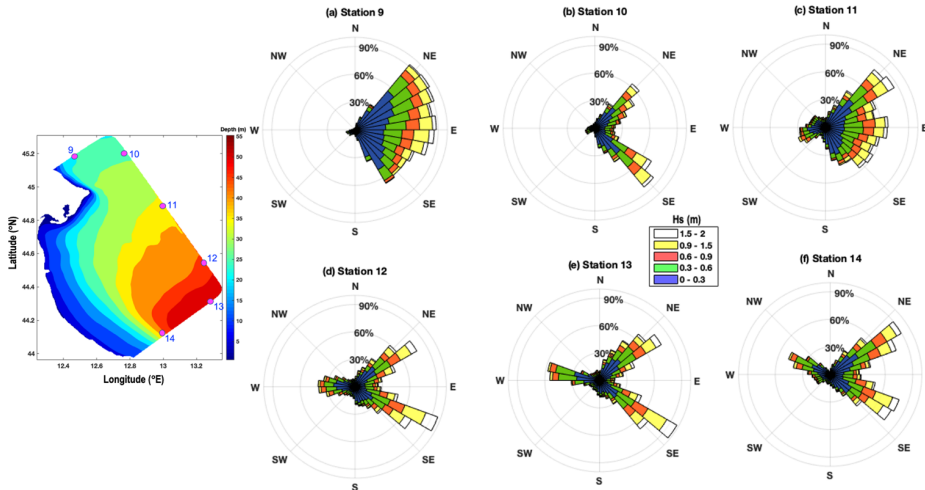 (a) Station 9
N
NW
NE
90%
60%
30%
W
E
SW
SE
S
(b) Station 10
N
NW
NE
90%
60%
30%
W
E
SW
SE
S
(c) Station 11
N
NW
NE
90%
60%
30%
W
E
SW
SE
S
Depth (m)
55
50
45
40
35
30
25
20
15
10
5
45.2
45
44.8
44.6
44.4
44.2
44
Latitude (ºN)
9
10
11
12
13
14
12.4
12.6
12.8
13.0
13.2
Longitude (ºE)
Hs (m)
1.5 - 2
0.9 - 1.5
0.6 - 0.9
0.3 - 0.6
0 - 0.3
(d) Station 12
N
NW
NE
90%
60%
30%
W
E
SW
SE
S
(e) Station 13
N
NW
NE
90%
60%
30%
W
E
SW
SE
S
(f) Station 14
N
NW
NE
90%
60%
30%
W
E
SW
SE
S